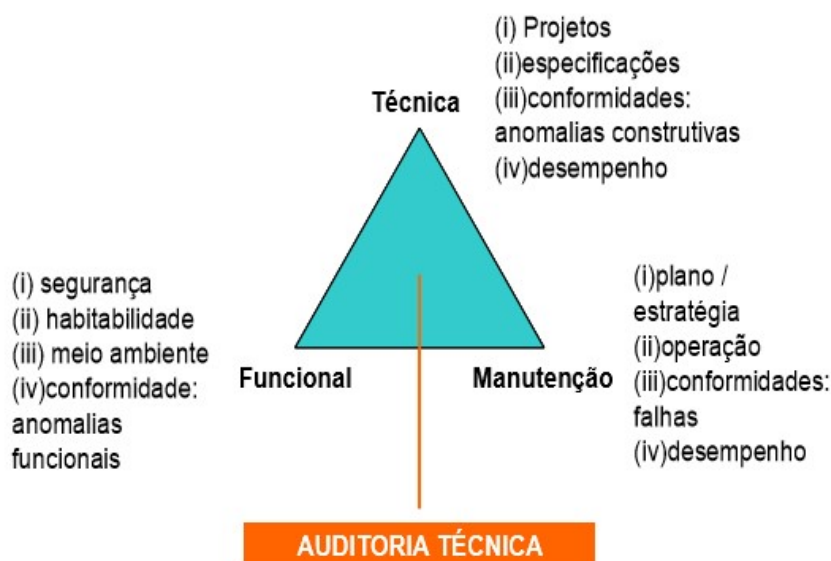 (i) Projetos
(ii)especificações
(iii)conformidades:
anomalias construtivas
(iv)desempenho
Técnica
(i) segurança
(ii) habitabilidade
(iii) meio ambiente
(iv)conformidade:
anomalias
funcionais
Funcional
Manutenção
(i)plano /
estratégia
(ii)operação
(iii)conformidades:
falhas
(iv)desempenho
AUDITORIA TÉCNICA